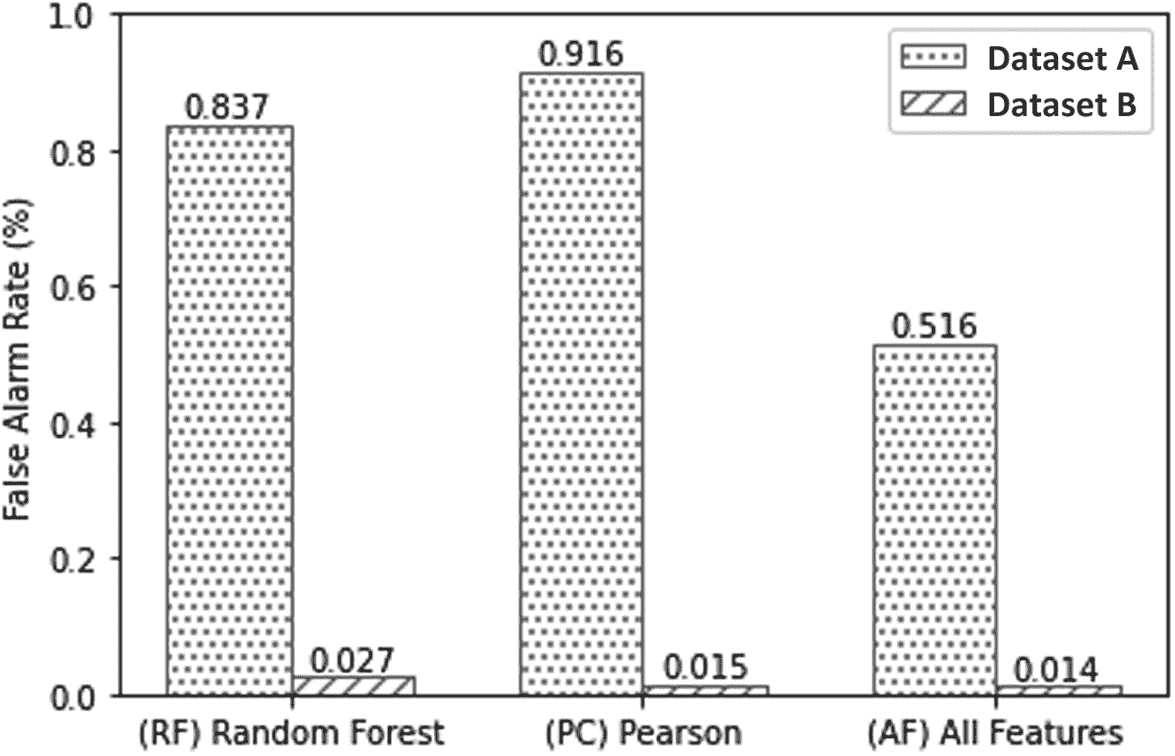 False Alarm Rate (%)
1.0
0.8
0.6
0.4
0.2
0.0
0.837
0.027
0.916
0.015
0.516
0.014
Dataset A
Dataset B
(RF) Random Forest
(PC) Pearson
(AF) All Features